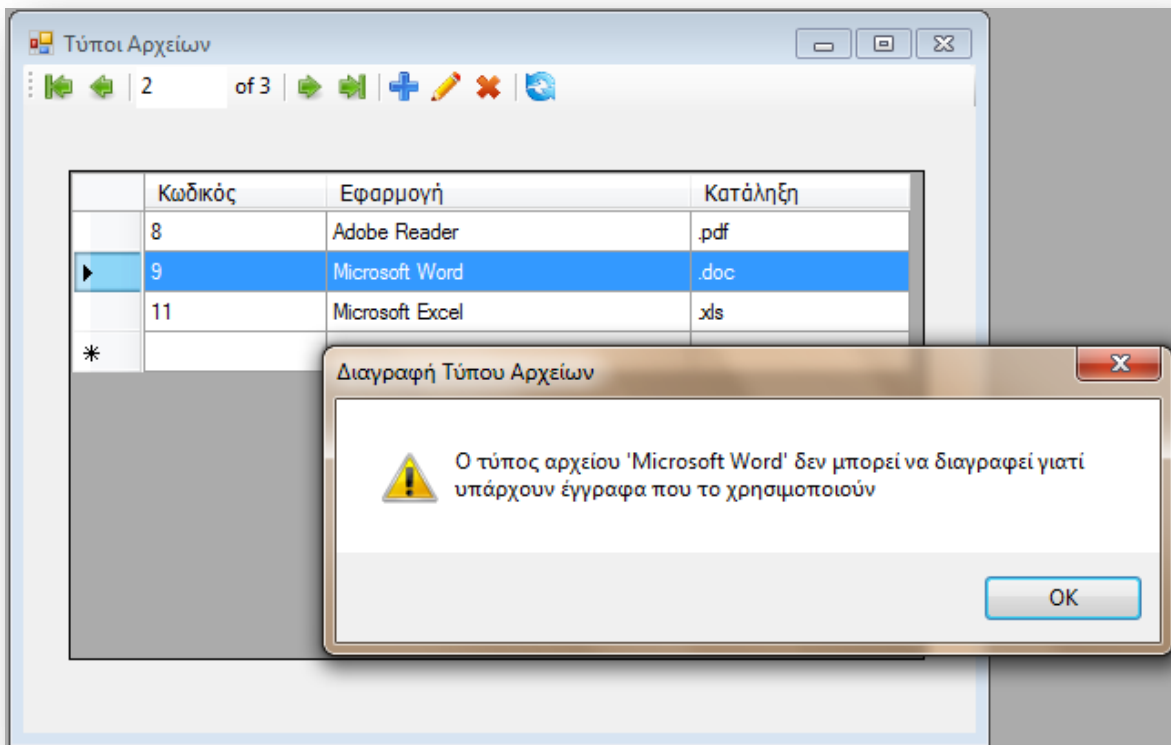 Τύποι Αρχείων
2 of 3
Κωδικός Εφαρμογή Κατάληξη
8 Adobe Reader .pdf
9 Microsoft Word .doc
11 Microsoft Excel .xls
Διαγραφή Τύπου Αρχείων
Ο τύπος αρχείου 'Microsoft Word' δεν μπορεί να διαγραφεί γιατί
υπάρχουν έγγραφα που το χρησιμοποιούν
OK